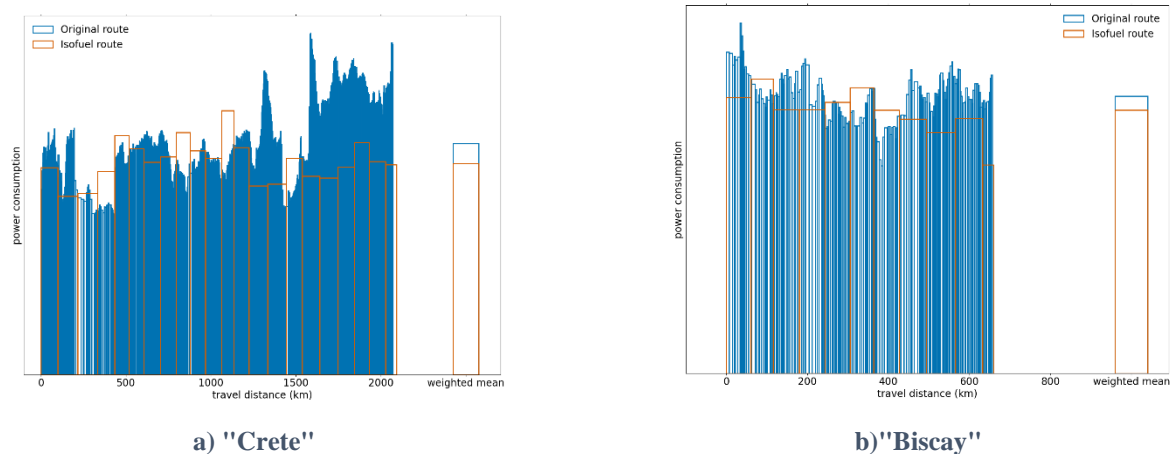 Original route
Isofuel route
power consumption
0 500 1000 1500 2000 weighted mean
travel distance (km)
a) "Crete"
Original route
Isofuel route
power consumption
0 200 400 600 800 weighted mean
travel distance (km)
b)"Biscay"